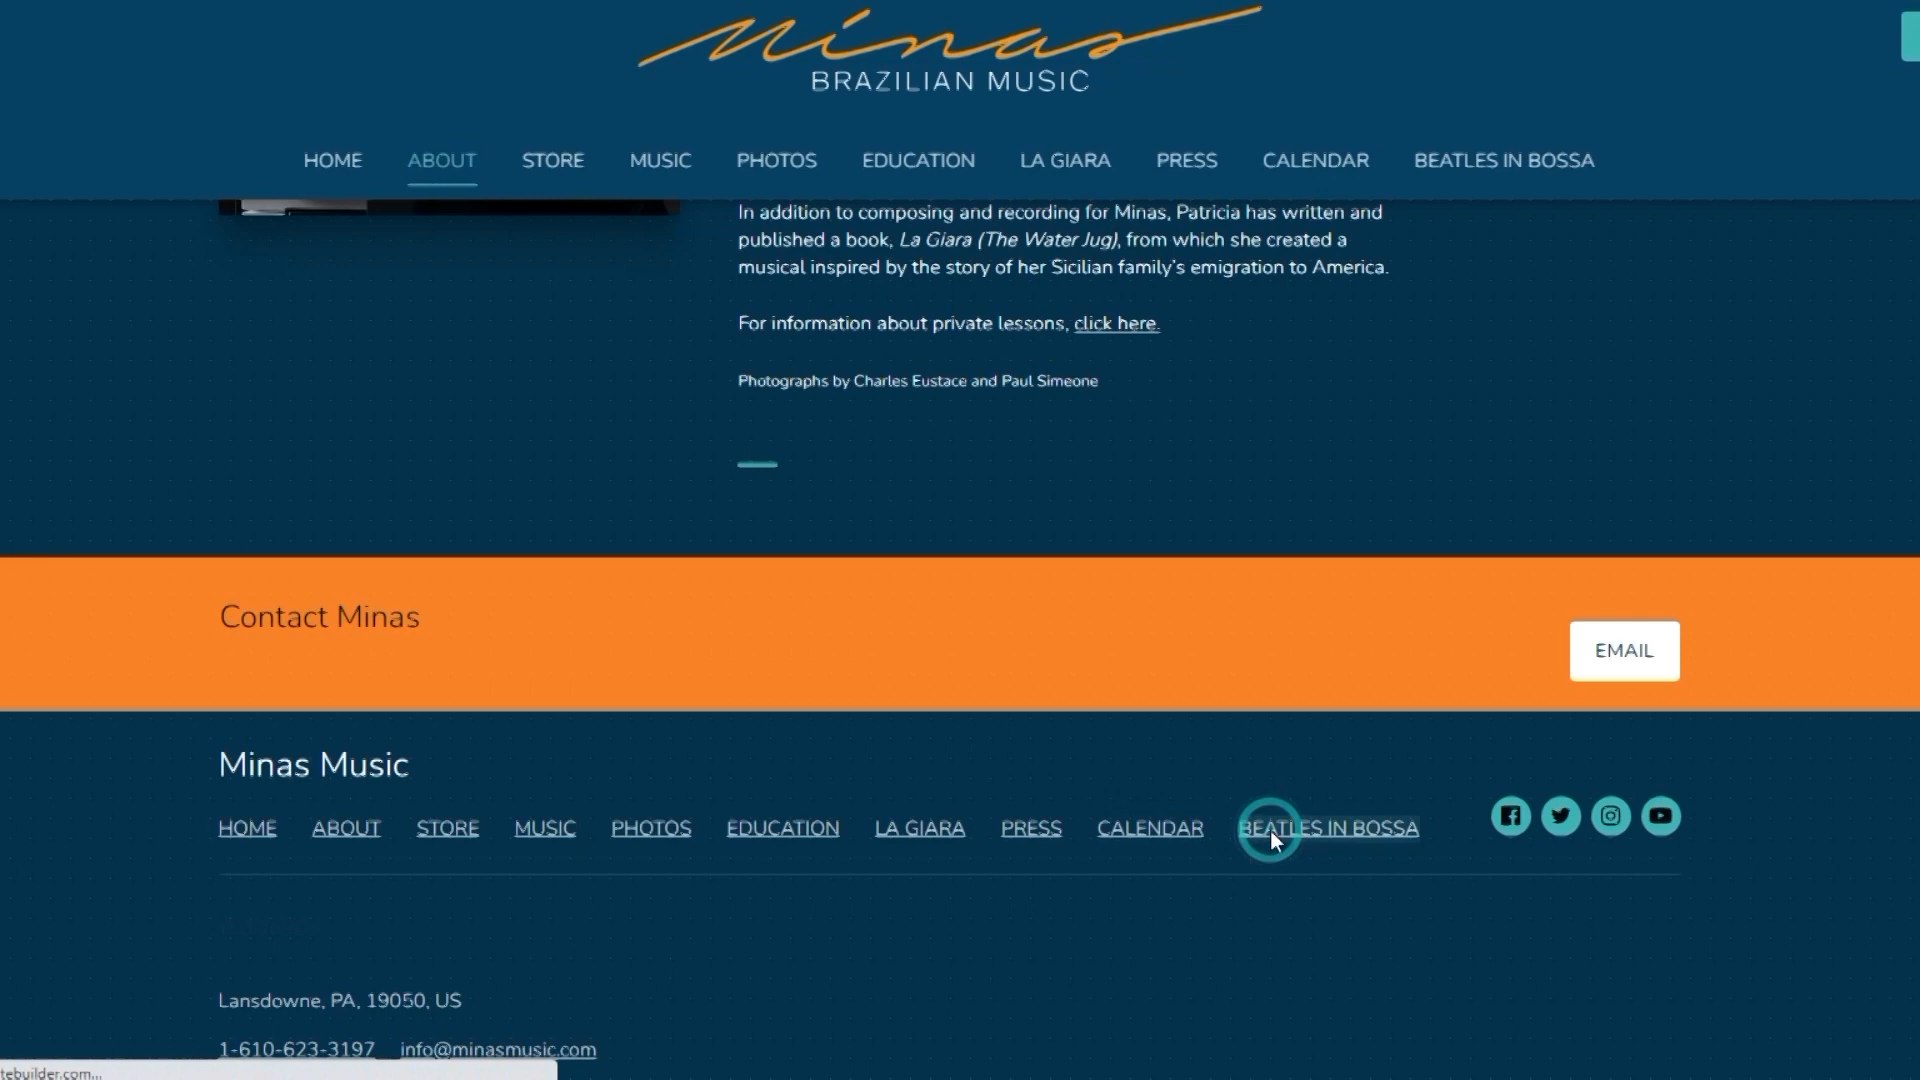 Minas
BRAZILIAN MUSIC
HOME ABOUT STORE MUSIC PHOTOS EDUCATION LA GIARA PRESS CALENDAR BEATLES IN BOSSA
In addition to composing and recording for Minas, Patricia has written and
published a book, La Giara (The Water Jug), from which she created a
musical inspired by the story of her Sicilian family's emigration to America.
For information about private lessons, click here.
Photographs by Charles Eustace and Paul Simeone
Contact Minas
EMAIL
Minas Music
HOME ABOUT STORE MUSIC PHOTOS EDUCATION LA GIARA PRESS CALENDAR BEATLES IN BOSSA
Lansdowne, PA, 19050, US
1-610-623-3197 info@minasmusic.com
tebuilder.com...